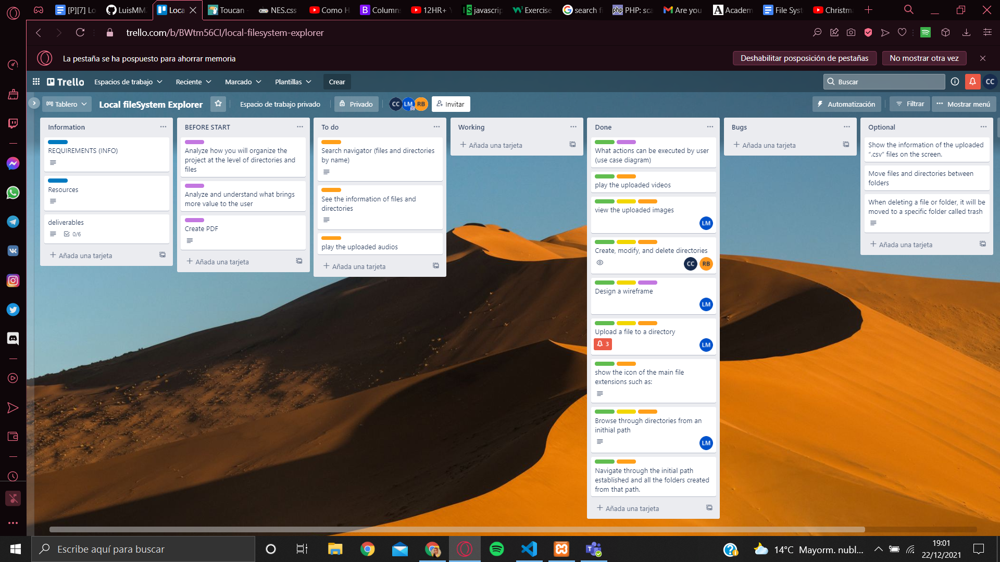 [P][7] Lo
LuisMM
Loca
Toucan
NES.css
Como H
Column
12HR+
javascrip
Exercise
search f
PHP: sca
Are you
Academ
File Syst
Christm
trello.com/b/BWtm56CI/local-filesystem-explorer
La pestaña se ha pospuesto para ahorrar memoria
Deshabilitar posposición de pestañas
No mostrar otra vez
Trello
Espacios de trabajo
Reciente
Marcado
Plantillas
Crear
Buscar
CC
Tablero
Local fileSystem Explorer
Espacio de trabajo privado
Privado
CC
LM
RB
Invitar
Automatización
Filtrar
Mostrar menú
Information
REQUIREMENTS (INFO)
Resources
deliverables
0/6
Añada una tarjeta
BEFORE START
Analyze how you will organize the
project at the level of directories and
files
Analyze and understand what brings
more value to the user
Create PDF
Añada una tarjeta
To do
Search navigator (files and directories
by name)
See the information of files and
directories
play the uploaded audios
Añada una tarjeta
Working
Añada una tarjeta
Done
What actions can be executed by user
(use case diagram)
play the uploaded videos
view the uploaded images
LM
Create, modify, and delete directories
CC
RB
Design a wireframe
LM
Upload a file to a directory
3
LM
show the icon of the main file
extensions such as:
Browse through directories from an
inithial path
LM
Navigate through the initial path
established and all the folders created
from that path.
Añada una tarjeta
Bugs
Añada una tarjeta
Optional
Show the information of the uploaded
“.csv” files on the screen.
Move files and directories between
folders
When deleting a file or folder, it will be
moved to a specific folder called trash
Añada una tarjeta
Escribe aquí para buscar
14°C Mayorm. nubl...
19:01
22/12/2021